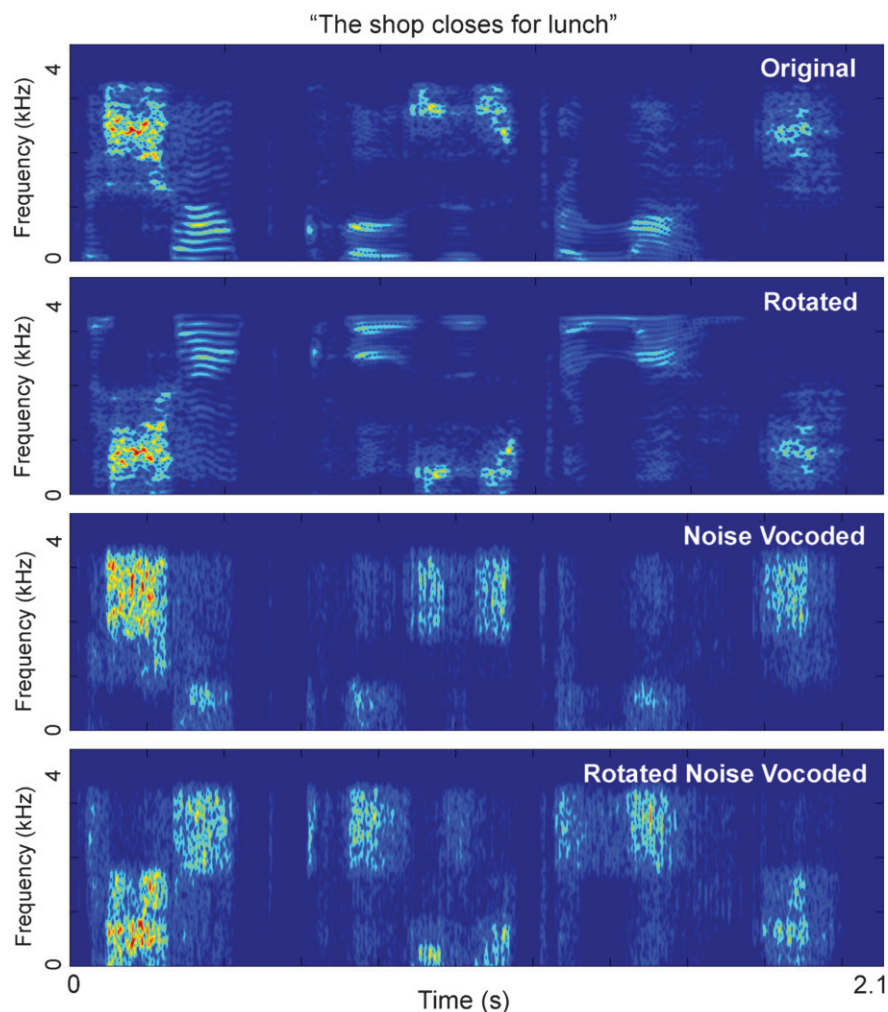 “The shop closes for lunch”
Original
4
Frequency (kHz)
0
Rotated
4
Frequency (kHz)
0
Noise Vocoded
4
Frequency (kHz)
0
Rotated Noise Vocoded
4
Frequency (kHz)
0
0
Time (s)
2.1